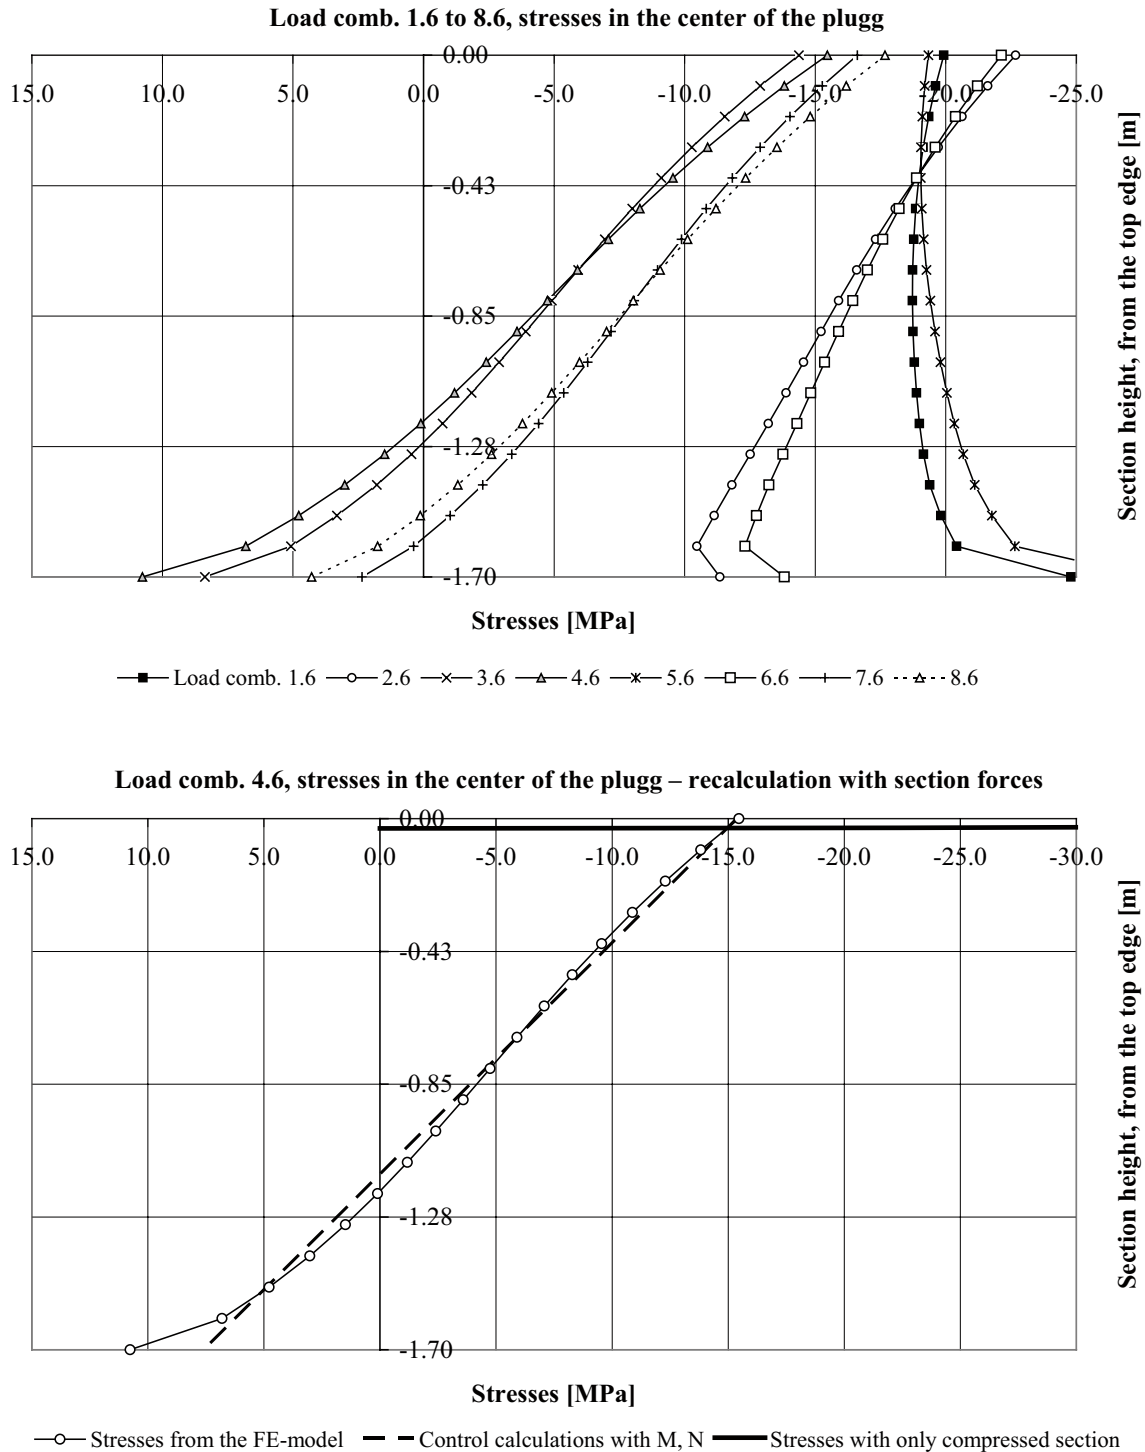 Load comb. 1.6 to 8.6, stresses in the center of the plugg
0.00
15.0 10.0 5.0 0.0 -5.0 -10.0 -15.0 -20.0 -25.0
-0.43
-0.85
-1.28
-1.70
Section height, from the top edge [m]
Stresses [MPa]
Load comb. 1.6 2.6 3.6 4.6 5.6 6.6 7.6 8.6
Load comb. 4.6, stresses in the center of the plugg – recalculation with section forces
0.00
15.0 10.0 5.0 0.0 -5.0 -10.0 -15.0 -20.0 -25.0 -30.0
-0.43
-0.85
-1.28
-1.70
Section height, from the top edge [m]
Stresses [MPa]
Stresses from the FE-model Control calculations with M, N Stresses with only compressed section